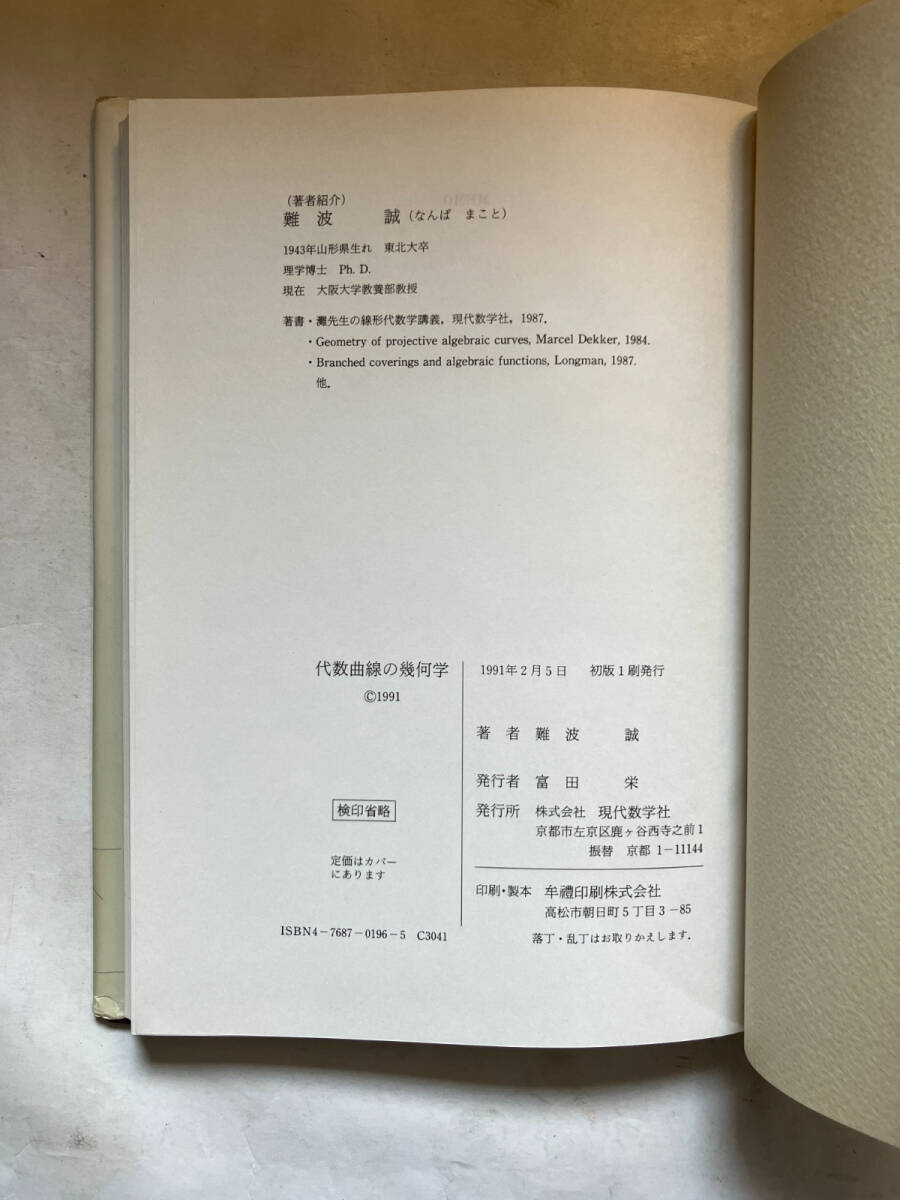 (著者紹介)
難波 誠(なんば まこと)
1943年山形県生れ 東北大卒
理学博士 Ph. D.
現在 大阪大学教養部教授
著書・灘先生の線形代数学講義, 現代数学社, 1987.
・Geometry of projective algebraic curves, Marcel Dekker, 1984.
・Branched coverings and algebraic functions, Longman, 1987.
他.
代数曲線の幾何学
©1991
検印省略
定価はカバー
にあります
ISBN4-7687-0196-5 C3041
1991年2月5日 初版1刷発行
著者 難波 誠
発行者 富田 栄
発行所 株式会社 現代数学社
京都市左京区鹿ヶ谷西寺之前1
振替 京都 1-11144
印刷・製本 牟禮印刷株式会社
高松市朝日町5丁目3-85
落丁・乱丁はお取りかえします.